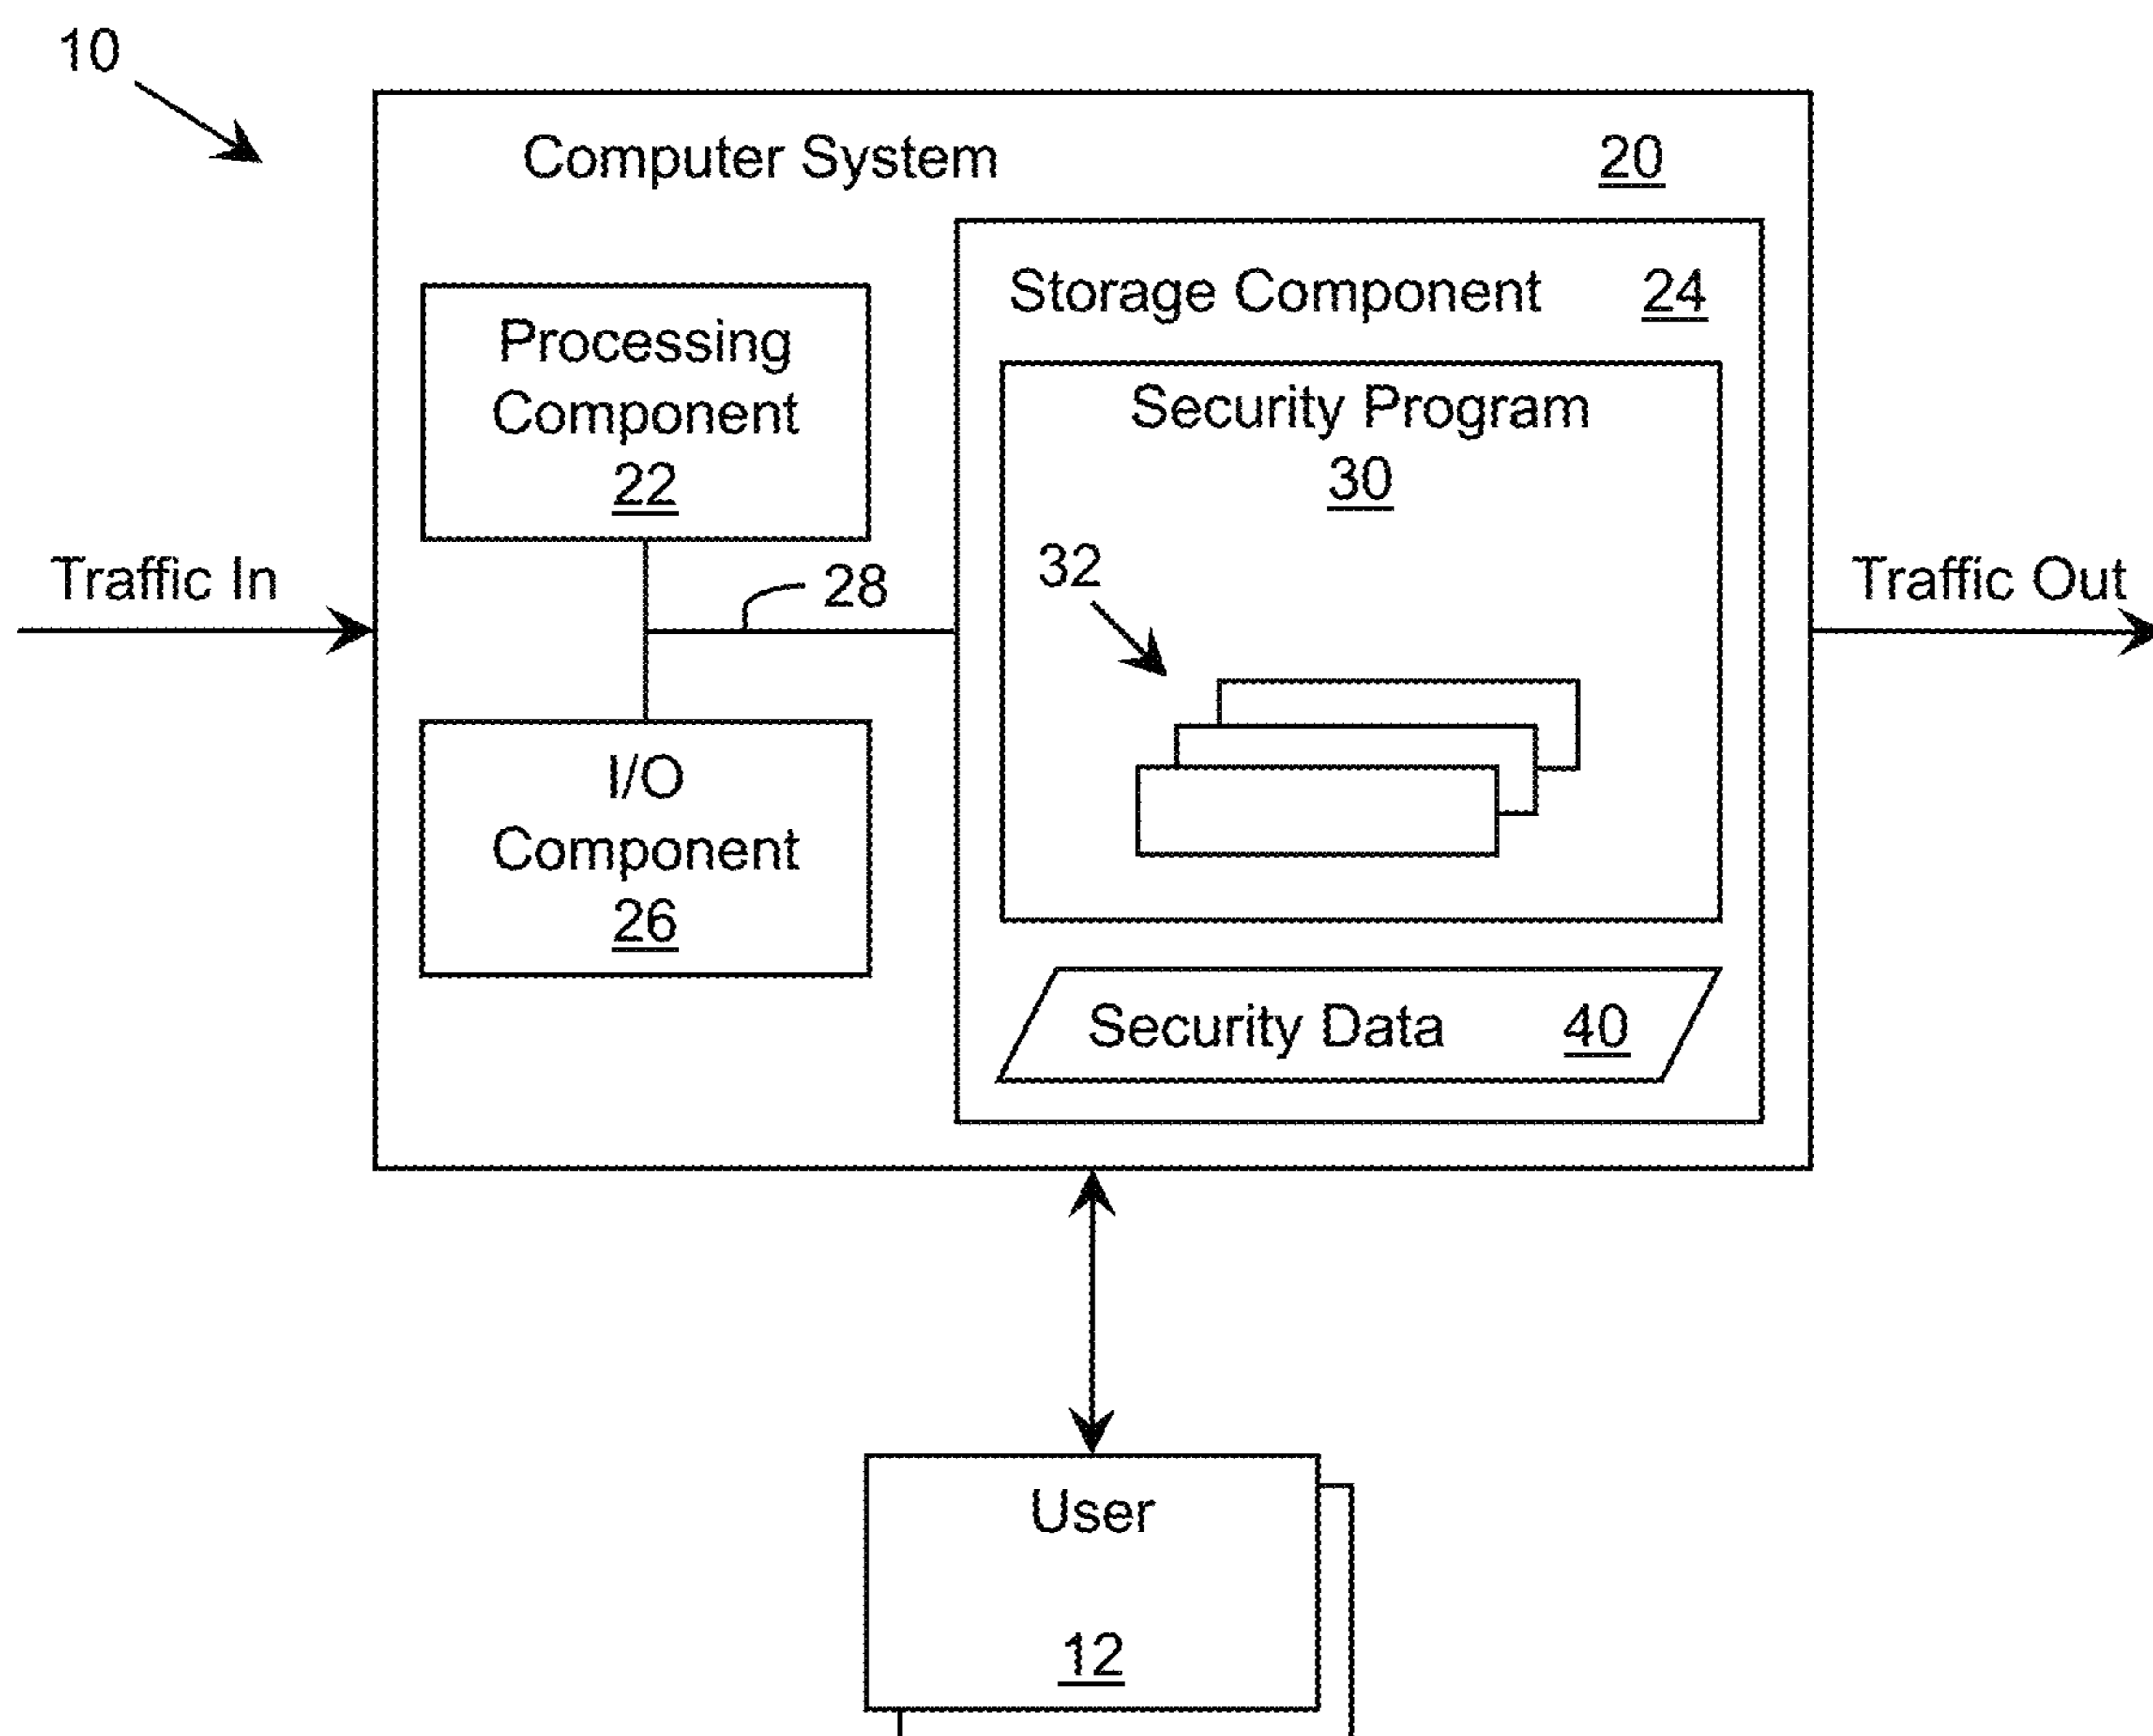 10
Computer System 20
Storage Component 24
Processing
Component
22
Security Program
30
Traffic In
28
32
Traffic Out
I/O
Component
26
Security Data 40
User
12